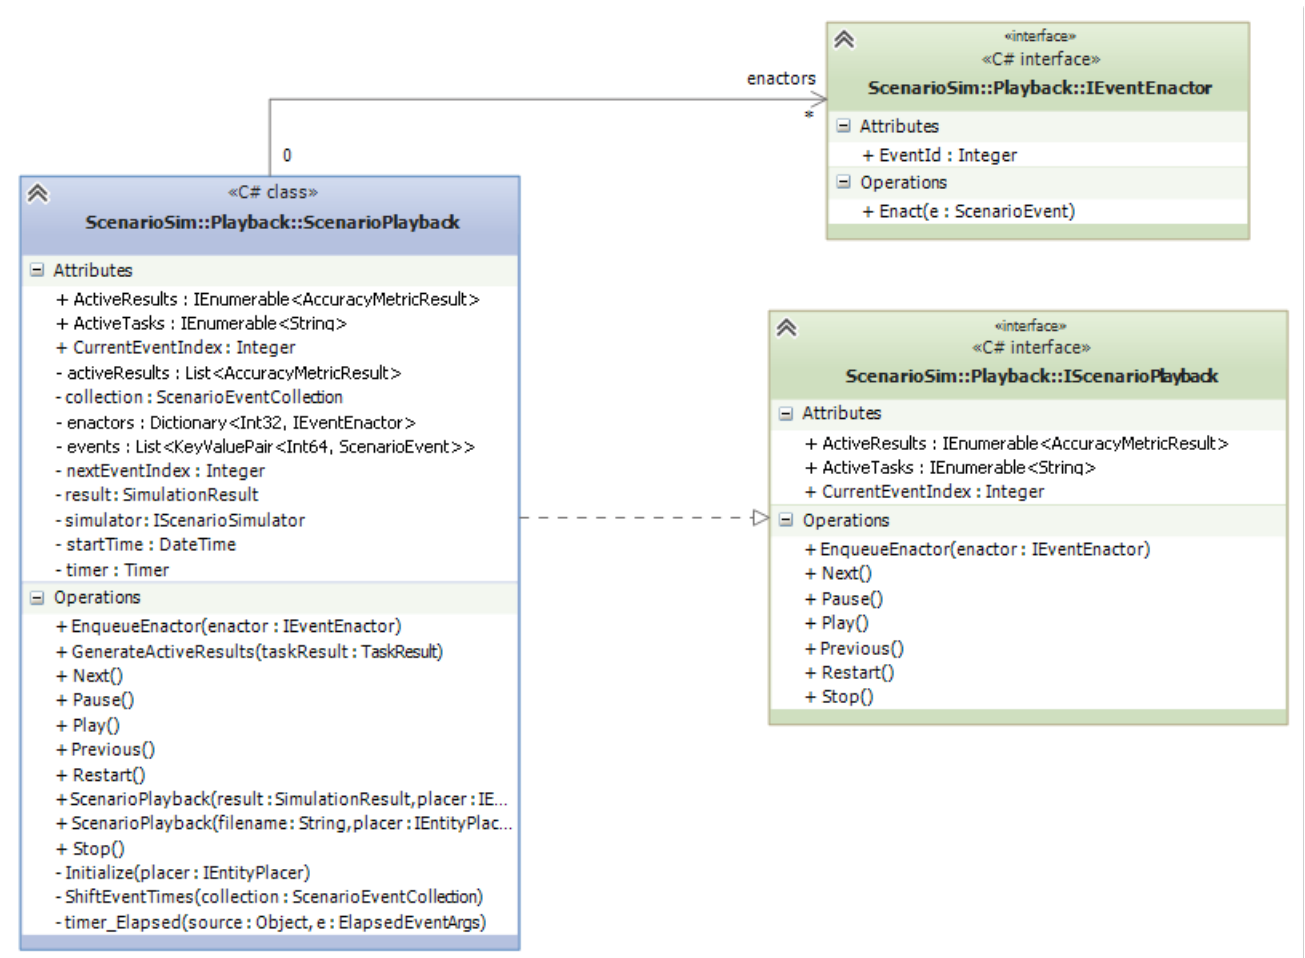 enactors
*
0
«interface»
«C# interface»
ScenarioSim::Playback::IEventEnactor
Attributes
+ EventId : Integer
Operations
+ Enact(e : ScenarioEvent)
«C# class»
ScenarioSim::Playback::ScenarioPlayback
Attributes
+ ActiveResults : IEnumerable<AccuracyMetricResult>
+ ActiveTasks : IEnumerable<String>
+ CurrentEventIndex : Integer
- activeResults : List<AccuracyMetricResult>
- collection : ScenarioEventCollection
- enactors : Dictionary<Int32, IEventEnactor>
- events : List<KeyValuePair<Int64, ScenarioEvent>>
- nextEventIndex : Integer
- result : SimulationResult
- simulator : IScenarioSimulator
- startTime : DateTime
- timer : Timer
Operations
+ EnqueueEnactor(enactor : IEventEnactor)
+ GenerateActiveResults(taskResult : TaskResult)
+ Next()
+ Pause()
+ Play()
+ Previous()
+ Restart()
+ ScenarioPlayback(result : SimulationResult, placer : IE...
+ ScenarioPlayback(filename : String, placer : IEntityPlac...
+ Stop()
- Initialize(placer : IEntityPlacer)
- ShiftEventTimes(collection : ScenarioEventCollection)
- timer_Elapsed(source : Object, e : ElapsedEventArgs)
«interface»
«C# interface»
ScenarioSim::Playback::IScenarioPlayback
Attributes
+ ActiveResults : IEnumerable<AccuracyMetricResult>
+ ActiveTasks : IEnumerable<String>
+ CurrentEventIndex : Integer
Operations
+ EnqueueEnactor(enactor : IEventEnactor)
+ Next()
+ Pause()
+ Play()
+ Previous()
+ Restart()
+ Stop()